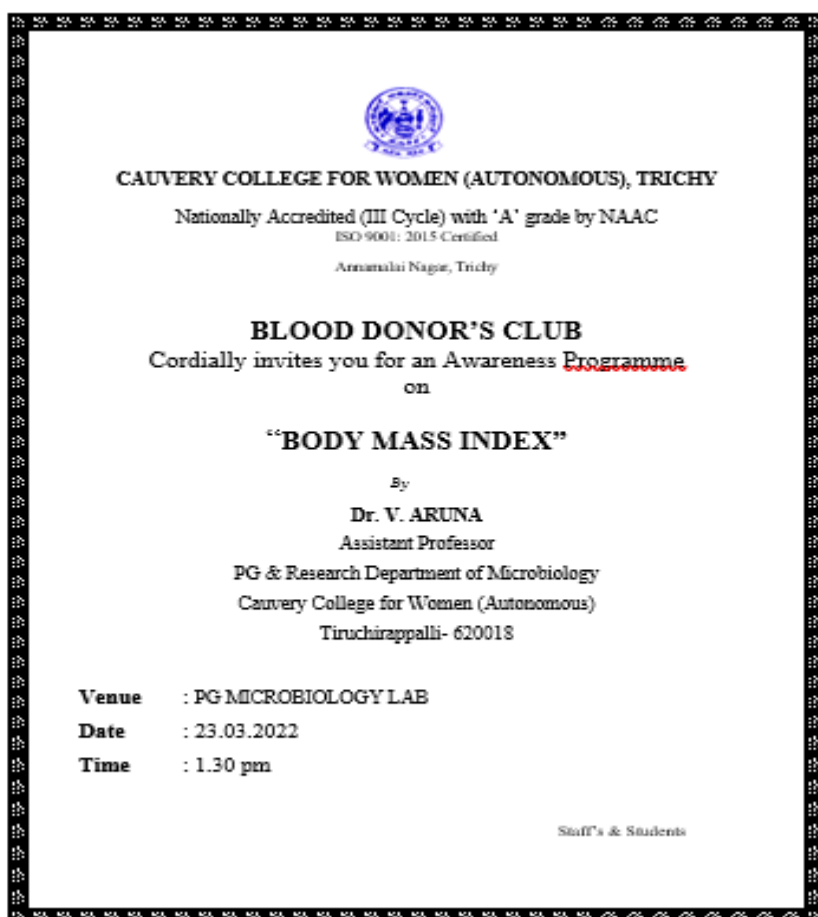 CAUVERY COLLEGE FOR WOMEN (AUTONOMOUS), TRICHY
Nationally Accredited (III Cycle) with ‘A’ grade by NAAC
ISO 9001: 2015 Certified
Annamalai Nagar, Trichy
BLOOD DONOR’S CLUB
Cordially invites you for an Awareness Programme
on
“BODY MASS INDEX”
By
Dr. V. ARUNA
Assistant Professor
PG & Research Department of Microbiology
Cauvery College for Women (Autonomous)
Tiruchirappalli- 620018
Venue : PG MICROBIOLOGY LAB
Date : 23.03.2022
Time : 1.30 pm
Staff’s & Students